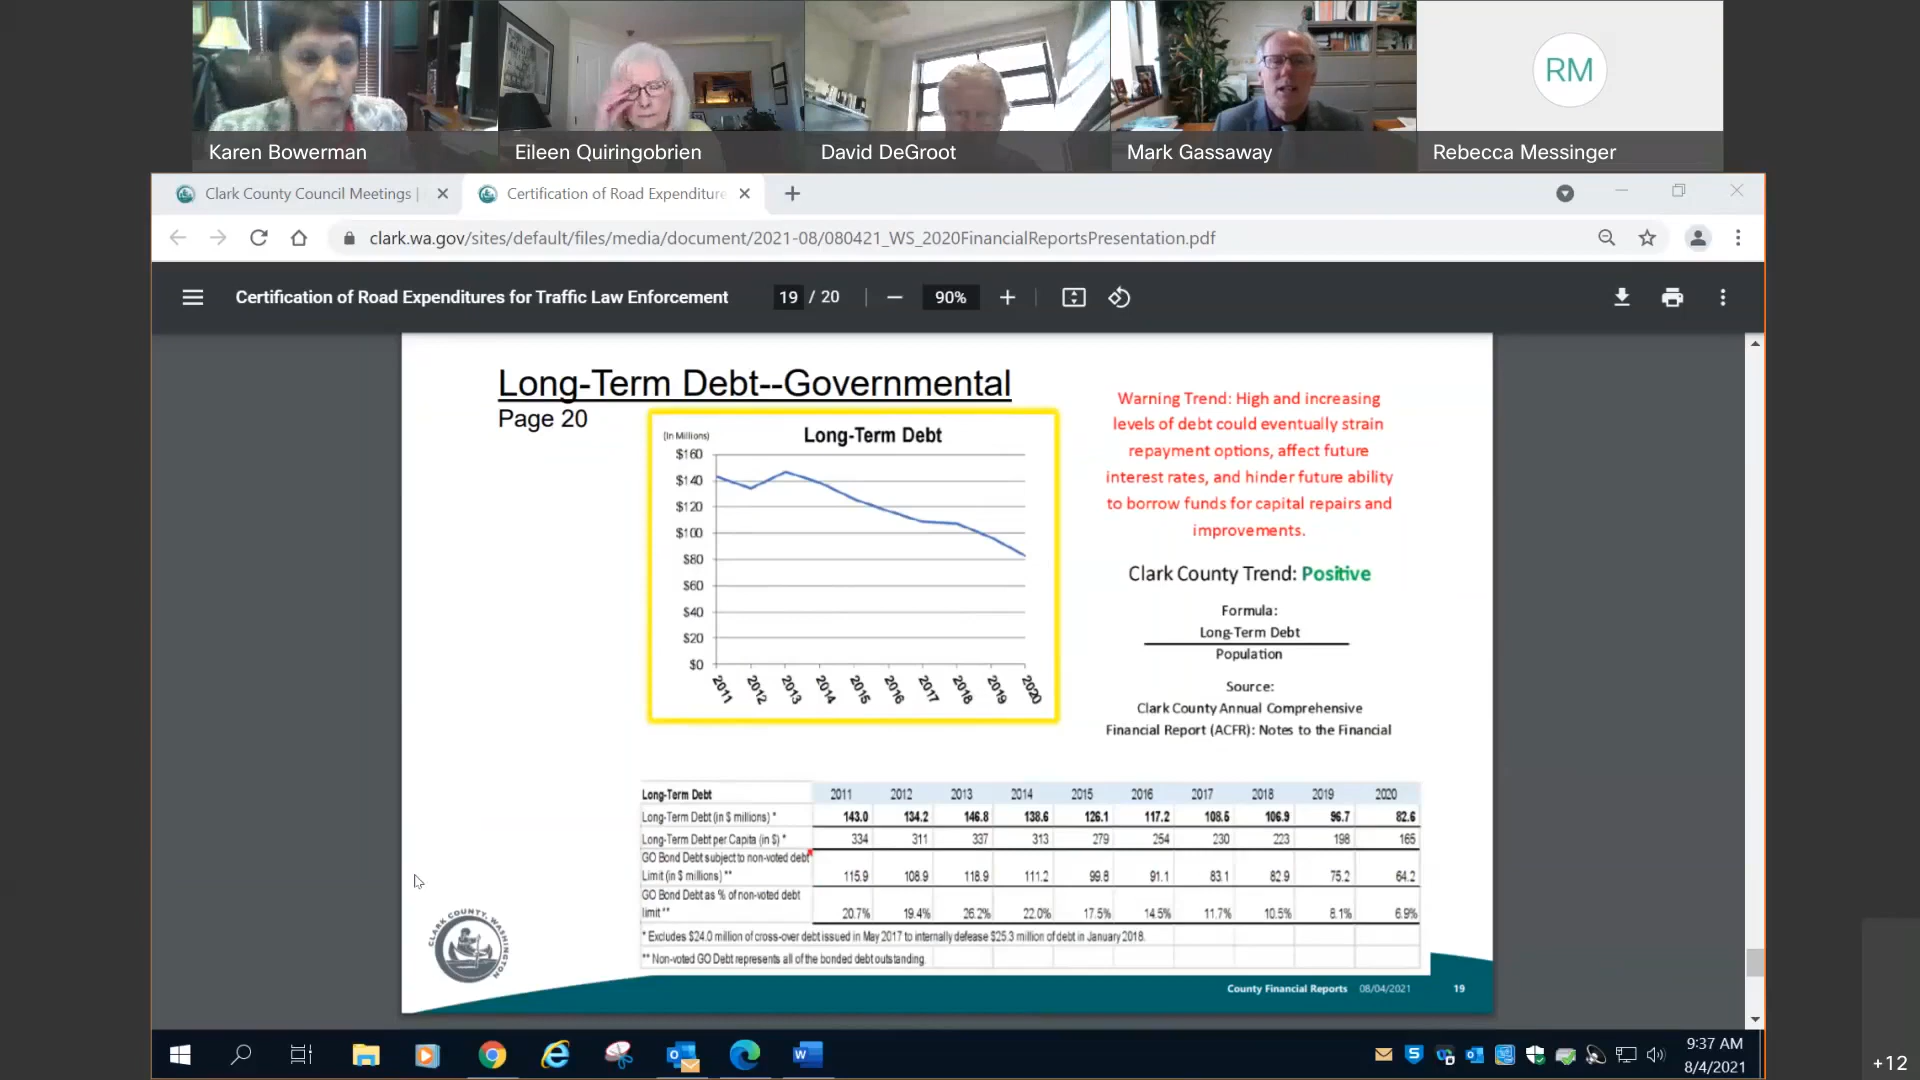 Karen Bowerman
Eileen Quiringobrien
David DeGroot
Mark Gassaway
RM
Rebecca Messinger
Clark County Council Meetings |
Certification of Road Expenditure
clark.wa.gov/sites/default/files/media/document/2021-08/080421_WS_2020FinancialReportsPresentation.pdf
Certification of Road Expenditures for Traffic Law Enforcement
19 / 20
90%
Long-Term Debt--Governmental
Page 20
(In Millions)
Long-Term Debt
$160
$140
$120
$100
$80
$60
$40
$20
$0
2011 2012 2013 2014 2015 2016 2017 2018 2019 2020
Warning Trend: High and increasing
levels of debt could eventually strain
repayment options, affect future
interest rates, and hinder future ability
to borrow funds for capital repairs and
improvements.
Clark County Trend: Positive
Formula:
Long-Term Debt
Population
Source:
Clark County Annual Comprehensive
Financial Report (ACFR): Notes to the Financial
Long-Term Debt 2011 2012 2013 2014 2015 2016 2017 2018 2019 2020
Long-Term Debt (in $ millions) * 143.0 134.2 146.8 138.6 126.1 117.2 108.5 106.9 96.7 82.6
Long-Term Debt per Capita (in $) * 334 311 337 313 279 254 230 223 198 165
GO Bond Debt subject to non-voted debt
Limit (in $ millions) ** 115.9 108.9 118.9 111.2 99.8 91.1 83.1 82.9 75.2 64.2
GO Bond Debt as % of non-voted debt
limit ** 20.7% 19.4% 26.2% 22.0% 17.5% 14.5% 11.7% 10.5% 8.1% 6.9%
* Excludes $24.0 million of cross-over debt issued in May 2017 to internally defease $25.3 million of debt in January 2018.
** Non-voted GO Debt represents all of the bonded debt outstanding.
CLARK COUNTY, WASHINGTON
County Financial Reports 08/04/2021 19
9:37 AM
8/4/2021
+12